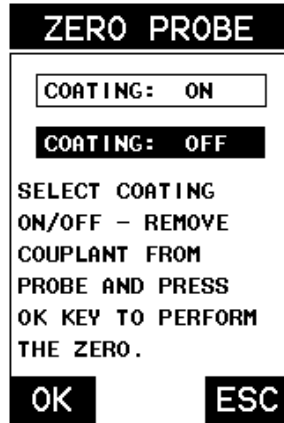 ZERO PROBE
COATING: ON
COATING: OFF
SELECT COATING
ON/OFF - REMOVE
COUPLANT FROM
PROBE AND PRESS
OK KEY TO PERFORM
THE ZERO.
OK ESC